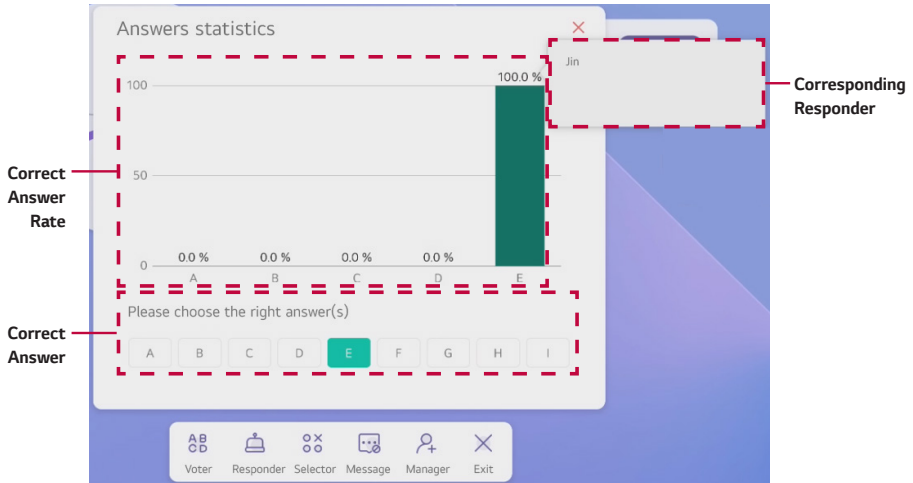 Answers statistics
Jin
Corresponding
Responder
100
100.0 %
Correct
Answer
Rate
50
0.0 % 0.0 % 0.0 % 0.0 %
0
A B C D E
Please choose the right answer(s)
Correct
Answer
A B C D E F G H I
A B
C D
Voter Responder Selector Message Manager Exit